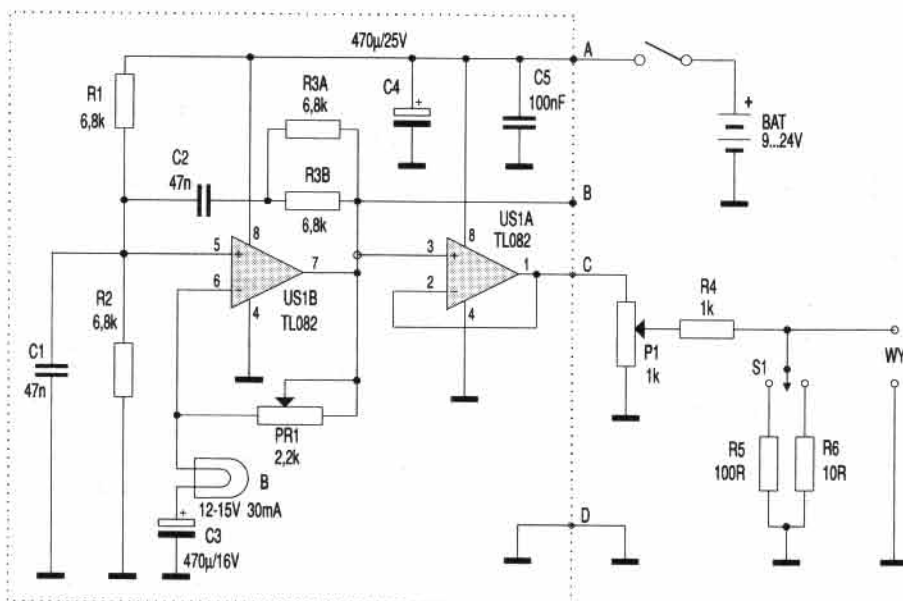 470µ/25V
A
R1
6,8k
R3A
6,8k
C4
+
C5
100nF
+
BAT
9...24V
C2
47n
R3B
6,8k
B
US1A
TL082
8
5
+
6
−
7
4
US1B
TL082
8
3
+
2
−
1
4
C
R2
6,8k
C1
47n
R4
1k
P1
1k
S1
WY
PR1
2,2k
R5
100R
R6
10R
B
12-15V 30mA
+
C3
470µ/16V
D